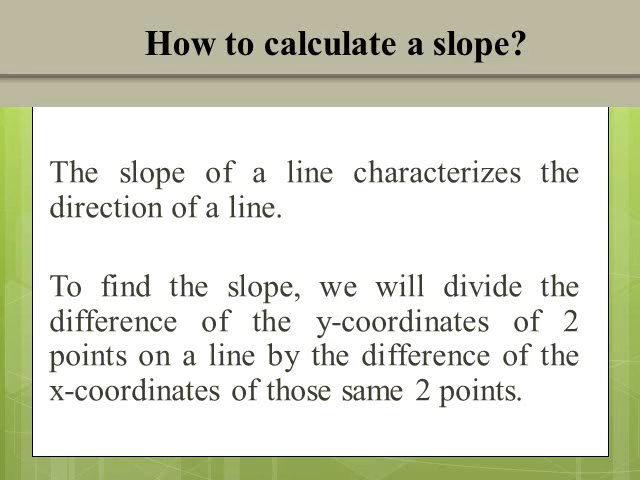 How to calculate a slope?
The slope of a line characterizes the
direction of a line.
To find the slope, we will divide the
difference of the y-coordinates of 2
points on a line by the difference of the
x-coordinates of those same 2 points.